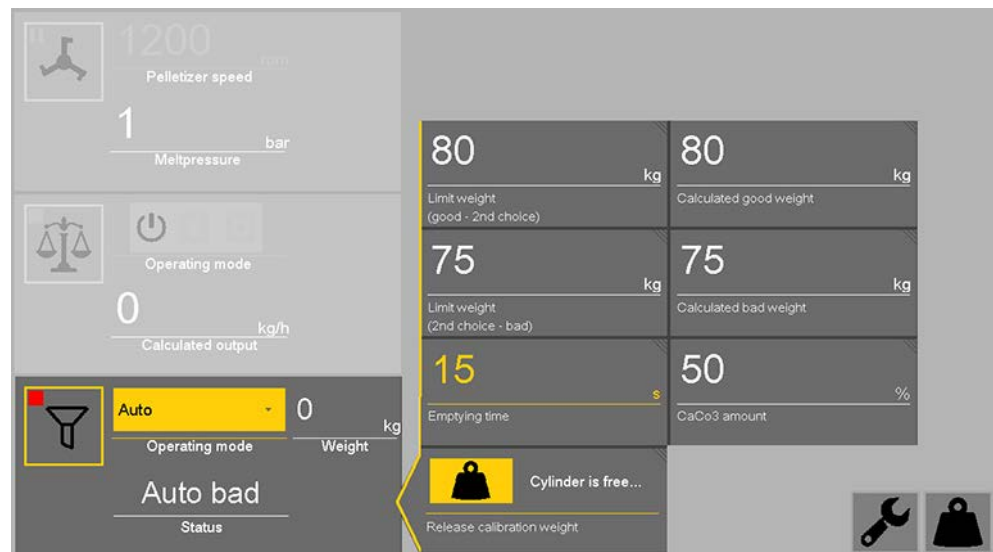 1200
rpm
Pelletizer speed
1
bar
Meltpressure
Operating mode
0
kg/h
Calculated output
Auto
0
kg
Operating mode
Weight
Auto bad
Status
80
kg
Limit weight
(good - 2nd choice)
80
kg
Calculated good weight
75
kg
Limit weight
(2nd choice - bad)
75
kg
Calculated bad weight
15
s
Emptying time
50
%
CaCo3 amount
Cylinder is free...
Release calibration weight